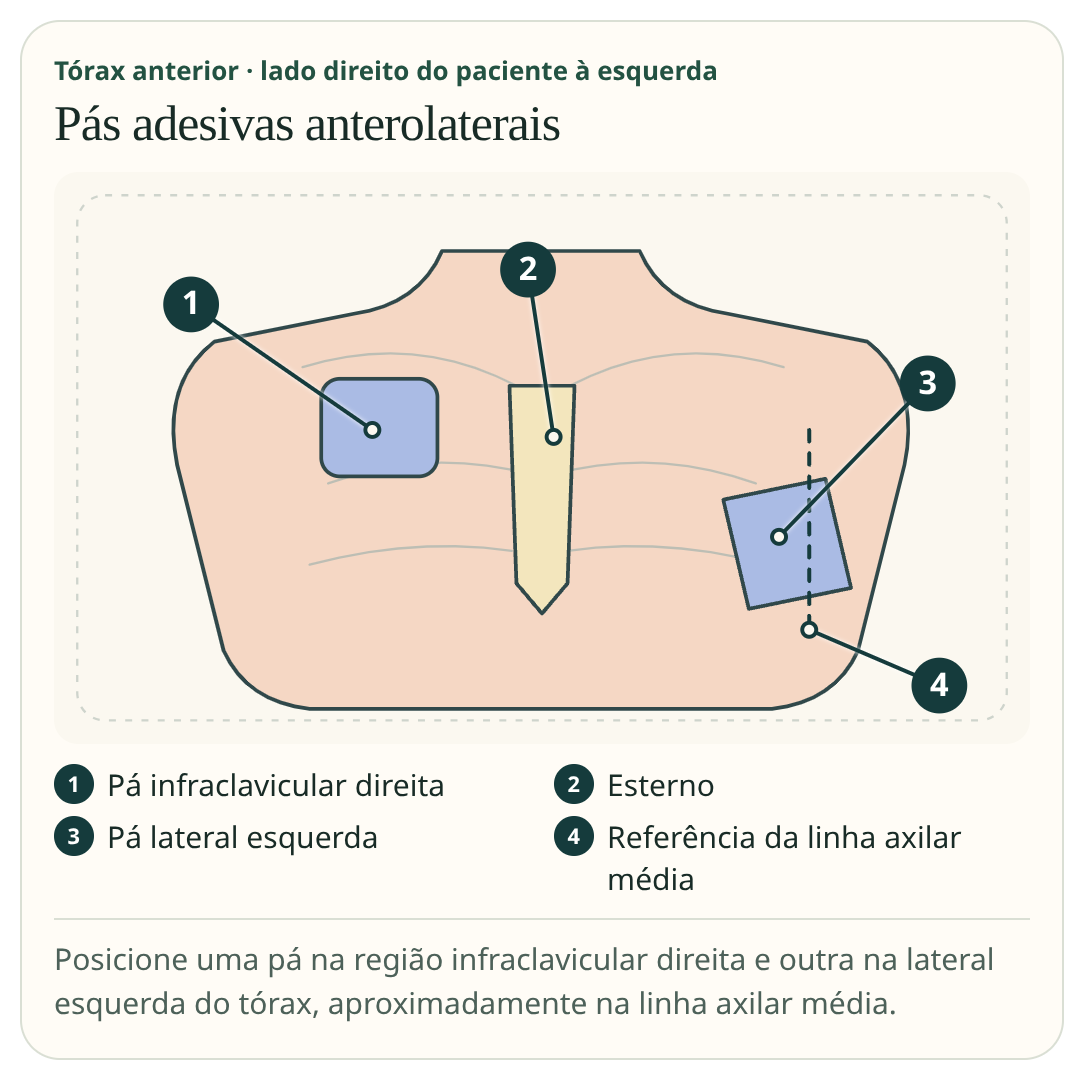 Tórax anterior · lado direito do paciente à esquerda
Pás adesivas anterolaterais
1
2
3
4
1 Pá infraclavicular direita
2 Esterno
3 Pá lateral esquerda
4 Referência da linha axilar
média
Posicione uma pá na região infraclavicular direita e outra na lateral
esquerda do tórax, aproximadamente na linha axilar média.